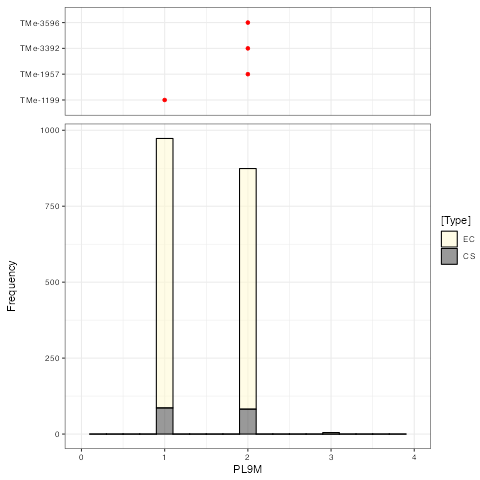 TMe-3596
TMe-3392
TMe-1957
TMe-1199
1000
750
500
250
0
Frequency
0 1 2 3 4
PL9M
[Type]
EC
CS